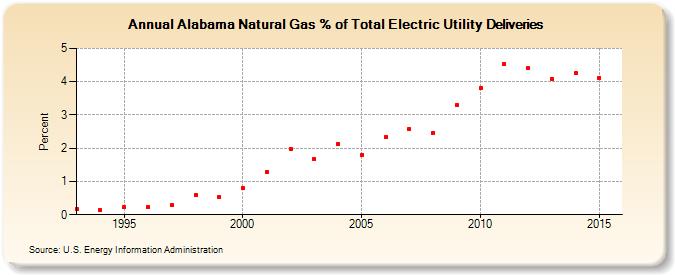 Annual Alabama Natural Gas % of Total Electric Utility Deliveries
Percent
5
4
3
2
1
0
1995 2000 2005 2010 2015
Source: U.S. Energy Information Administration